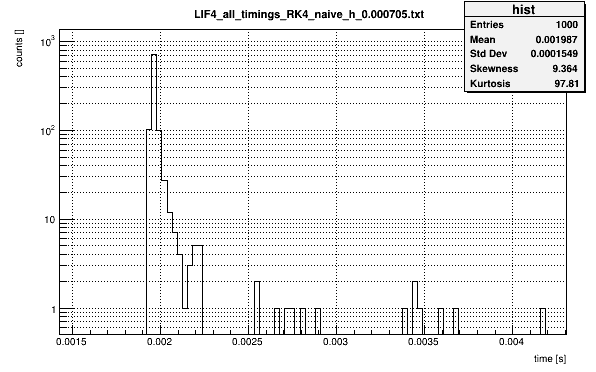 LIF4_all_timings_RK4_naive_h_0.000705.txt
hist
Entries 1000
Mean 0.001987
Std Dev 0.0001549
Skewness 9.364
Kurtosis 97.81
counts []
10³
10²
10
1
0.0015 0.002 0.0025 0.003 0.0035 0.004
time [s]